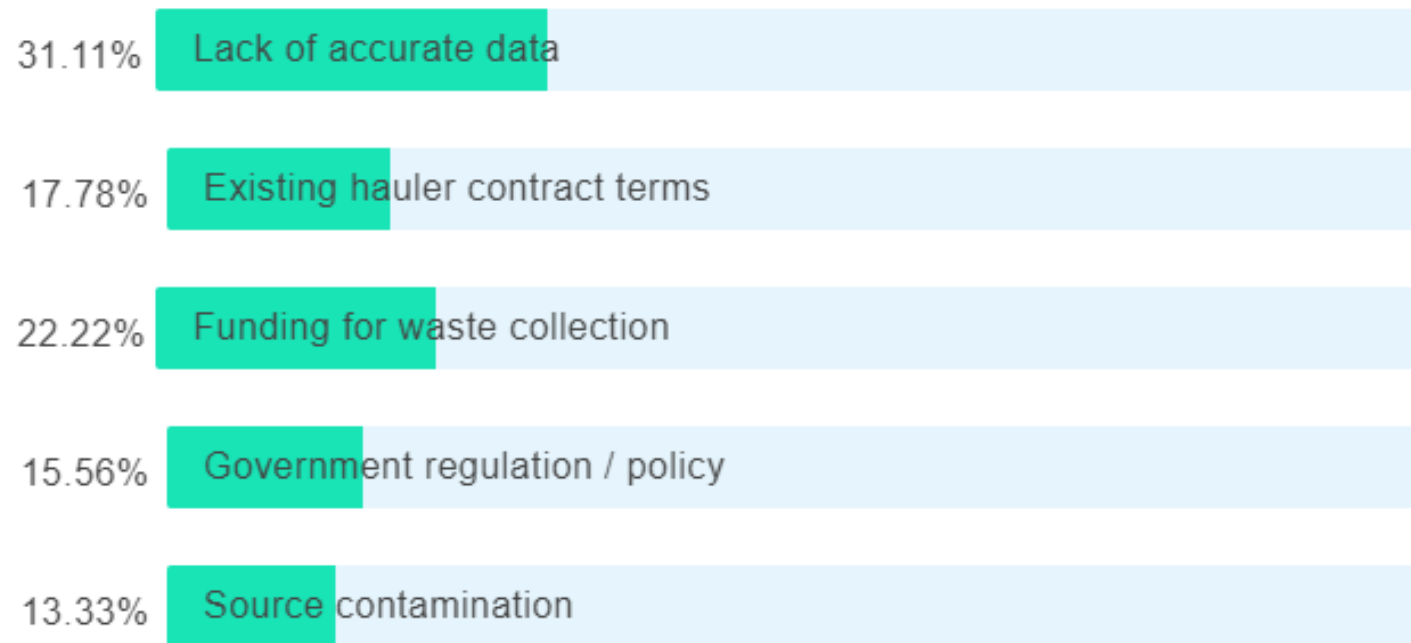 31.11% Lack of accurate data
17.78% Existing hauler contract terms
22.22% Funding for waste collection
15.56% Government regulation / policy
13.33% Source contamination